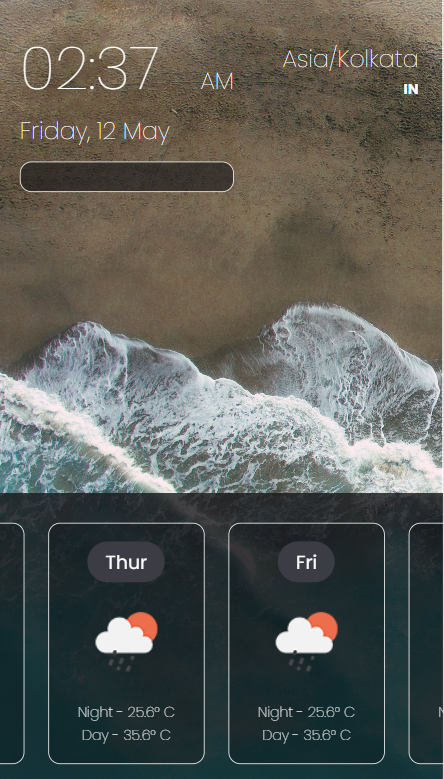 02:37 AM
Asia/Kolkata
IN
Friday, 12 May
Thur
Night - 25.6° C
Day - 35.6° C
Fri
Night - 25.6° C
Day - 35.6° C